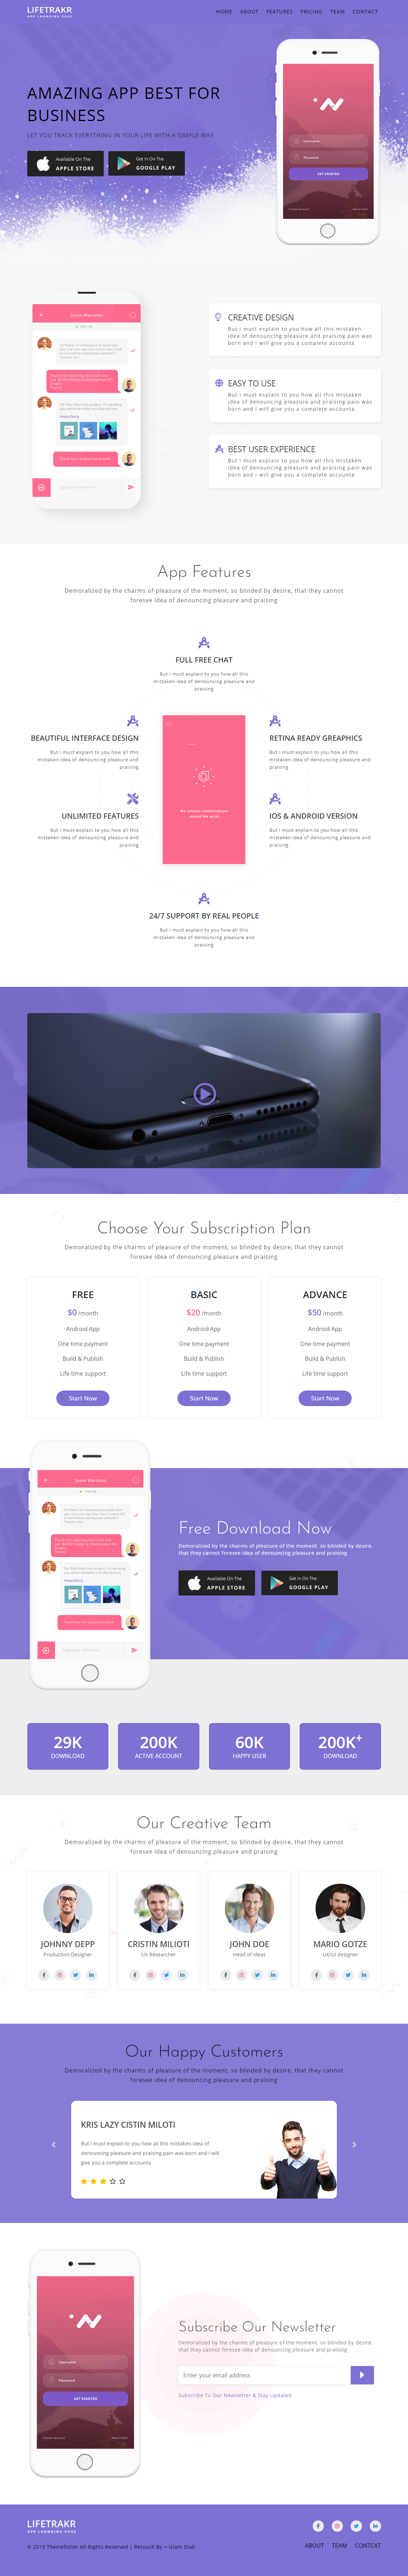 LIFETRAKR
APP LADNDING PAGE
HOME ABOUT FEATURES PRICING TEAM CONTACT
AMAZING APP BEST FOR
BUSINESS
LET YOU TRACK EVERYTHING IN YOUR LIFE WITH A SIMPLE WAY
Available On The
APPLE STORE
Get In On The
GOOGLE PLAY
Username
Password
GET STARTED
CREATIVE DESIGN
But I must explain to you how all this mistaken
idea of denouncing pleasure and praising pain was
born and I will give you a complete accounta
EASY TO USE
But I must explain to you how all this mistaken
idea of denouncing pleasure and praising pain was
born and I will give you a complete accounta
BEST USER EXPERIENCE
But I must explain to you how all this mistaken
idea of denouncing pleasure and praising pain was
born and I will give you a complete accounta
App Features
Demoralized by the charms of pleasure of the moment, so blinded by desire, that they cannot
foresee idea of denouncing pleasure and praising
FULL FREE CHAT
But I must explain to you how all this
mistaken idea of denouncing pleasure and
praising
BEAUTIFUL INTERFACE DESIGN
But I must explain to you how all this
mistaken idea of denouncing pleasure and
praising
RETINA READY GREAPHICS
But I must explain to you how all this
mistaken idea of denouncing pleasure and
praising
UNLIMITED FEATURES
But I must explain to you how all this
mistaken idea of denouncing pleasure and
praising
We connect creative people
around the world
IOS & ANDROID VERSION
But I must explain to you how all this
mistaken idea of denouncing pleasure and
praising
24/7 SUPPORT BY REAL PEOPLE
But I must explain to you how all this
mistaken idea of denouncing pleasure and
praising
Choose Your Subscription Plan
Demoralized by the charms of pleasure of the moment, so blinded by desire, that they cannot
foresee idea of denouncing pleasure and praising
FREE
$0 /month
Android App
One time payment
Build & Publish
Life time support
Start Now
BASIC
$20 /month
Android App
One time payment
Build & Publish
Life time support
Start Now
ADVANCE
$50 /month
Android App
One time payment
Build & Publish
Life time support
Start Now
Free Download Now
Demoralized by the charms of pleasure of the moment, so blinded by desire,
that they cannot foresee idea of denouncing pleasure and praising
Available On The
APPLE STORE
Get In On The
GOOGLE PLAY
29K
DOWNLOAD
200K
ACTIVE ACCOUNT
60K
HAPPY USER
200K+
DOWNLOAD
Our Creative Team
Demoralized by the charms of pleasure of the moment, so blinded by desire, that they cannot
foresee idea of denouncing pleasure and praising
JOHNNY DEPP
Production Designer
CRISTIN MILIOTI
UX Researcher
JOHN DOE
Head of Ideas
MARIO GOTZE
UX/UI designer
Our Happy Customers
Demoralized by the charms of pleasure of the moment, so blinded by desire, that they cannot
foresee idea of denouncing pleasure and praising
KRIS LAZY CISTIN MILOTI
But I must explain to you how all this mistaken idea of
denouncing pleasure and praising pain was born and I will
give you a complete accounta
Username
Password
GET STARTED
Subscribe Our Newsletter
Demoralized by the charms of pleasure of the moment, so blinded by desire,
that they cannot foresee idea of denouncing pleasure and praising
Enter your email address
Subscribe To Our Newsletter & Stay Updated
LIFETRAKR
APP LADNDING PAGE
© 2019 Themefisher All Rights Reserved | Retouch By + Islam Diab
ABOUT TEAM CONTCAT